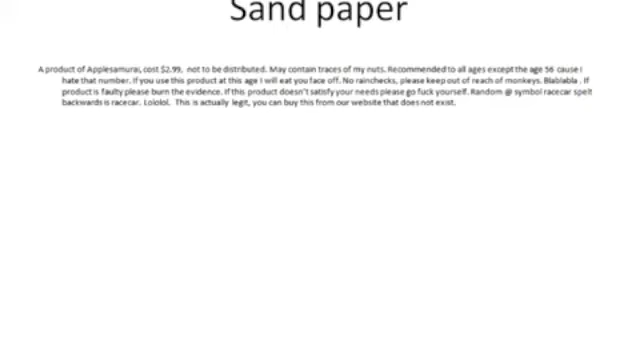 Sand paper
A product of Applesamurai, cost $2.99, not to be distributed. May contain traces of my nuts. Recommended to all ages except the age 56 cause I
hate that number. If you use this product at this age I will eat you face off. No rainchecks, please keep out of reach of monkeys. Blablabla . If
product is faulty please burn the evidence. If this product doesn't satisfy your needs please go fuck yourself. Random @ symbol racecar spelt
backwards is racecar. Lololol. This is actually legit, you can buy this from our website that does not exist.